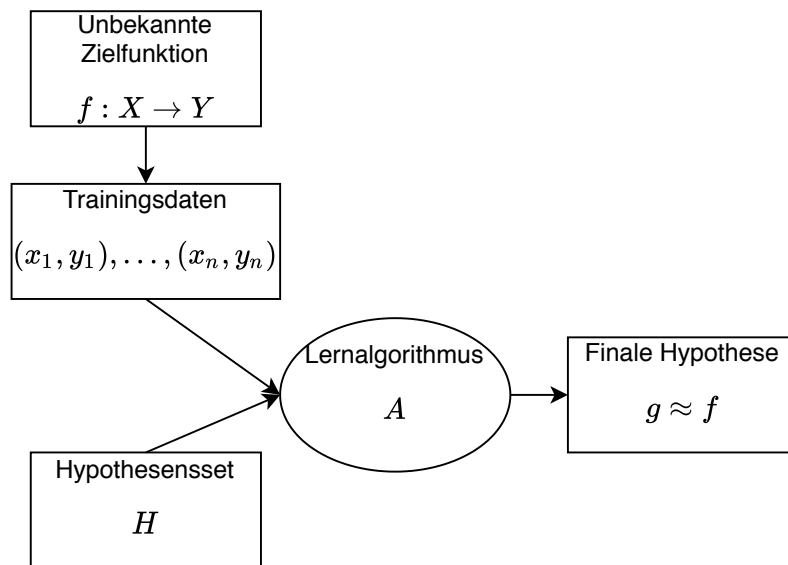 Unbekannte
Zielfunktion
f : X → Y
Trainingsdaten
(x₁, y₁), . . . , (xₙ, yₙ)
Lernalgorithmus
A
Finale Hypothese
g ≈ f
Hypothesensset
H